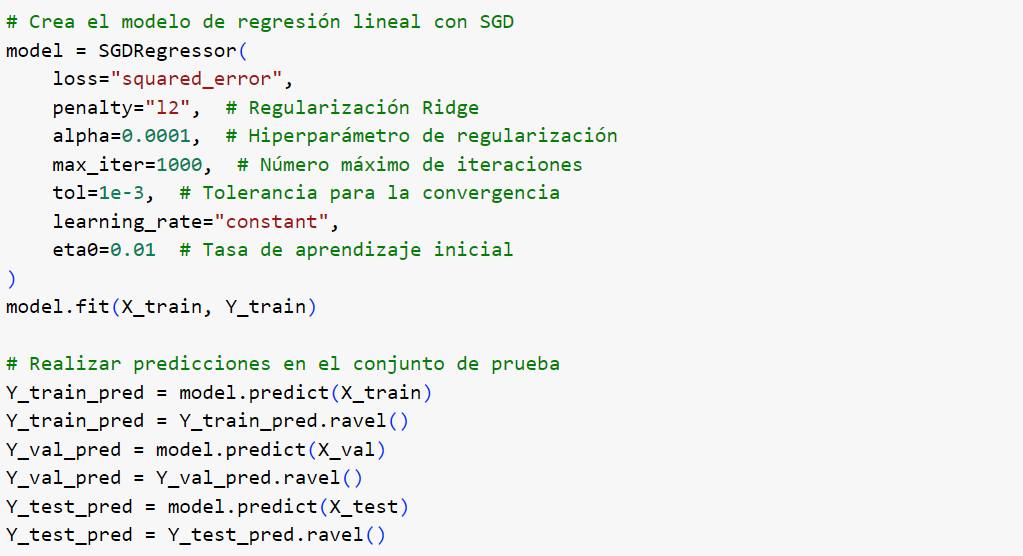 # Crea el modelo de regresión lineal con SGD
model = SGDRegressor(
    loss="squared_error",
    penalty="l2",  # Regularización Ridge
    alpha=0.0001,  # Hiperparámetro de regularización
    max_iter=1000,  # Número máximo de iteraciones
    tol=1e-3,  # Tolerancia para la convergencia
    learning_rate="constant",
    eta0=0.01  # Tasa de aprendizaje inicial
)
model.fit(X_train, Y_train)

# Realizar predicciones en el conjunto de prueba
Y_train_pred = model.predict(X_train)
Y_train_pred = Y_train_pred.ravel()
Y_val_pred = model.predict(X_val)
Y_val_pred = Y_val_pred.ravel()
Y_test_pred = model.predict(X_test)
Y_test_pred = Y_test_pred.ravel()